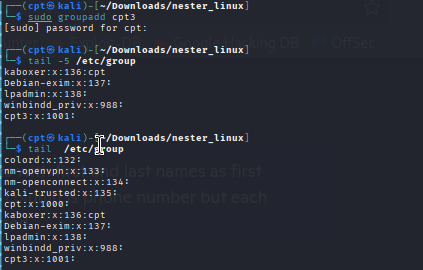 ┌──(cpt㉿kali)-[~/Downloads/nester_linux]
└─$ sudo groupadd cpt3
[sudo] password for cpt:
┌──(cpt㉿kali)-[~/Downloads/nester_linux]
└─$ tail -5 /etc/group
kaboxer:x:136:cpt
Debian-exim:x:137:
lpadmin:x:138:
winbindd_priv:x:988:
cpt3:x:1001:
┌──(cpt㉿kali)-[~/Downloads/nester_linux]
└─$ tail  /etc/group
colord:x:132:
nm-openvpn:x:133:
nm-openconnect:x:134:
kali-trusted:x:135:
cpt:x:1000:
kaboxer:x:136:cpt
Debian-exim:x:137:
lpadmin:x:138:
winbindd_priv:x:988:
cpt3:x:1001:
DB
OffSec
nd last names as first
phone number but each